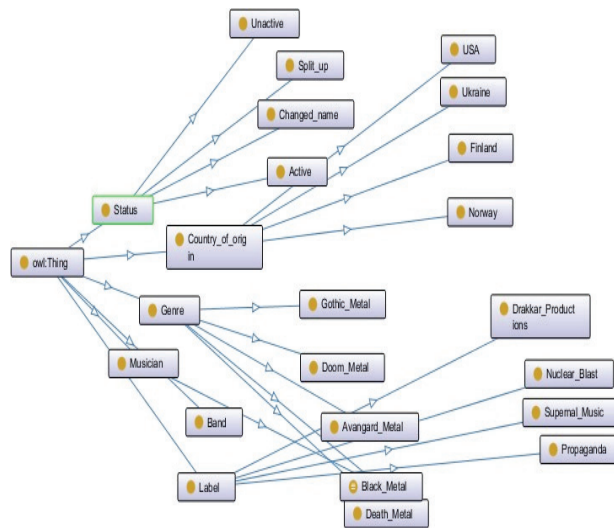 Unactive
Split_up
USA
Changed_name
Ukraine
Active
Finland
Status
Country_of_orig
in
Norway
owl:Thing
Genre
Gothic_Metal
Drakkar_Product
ions
Musician
Doom_Metal
Nuclear_Blast
Band
Avangard_Metal
Supernal_Music
Propaganda
Label
Black_Metal
Death_Metal